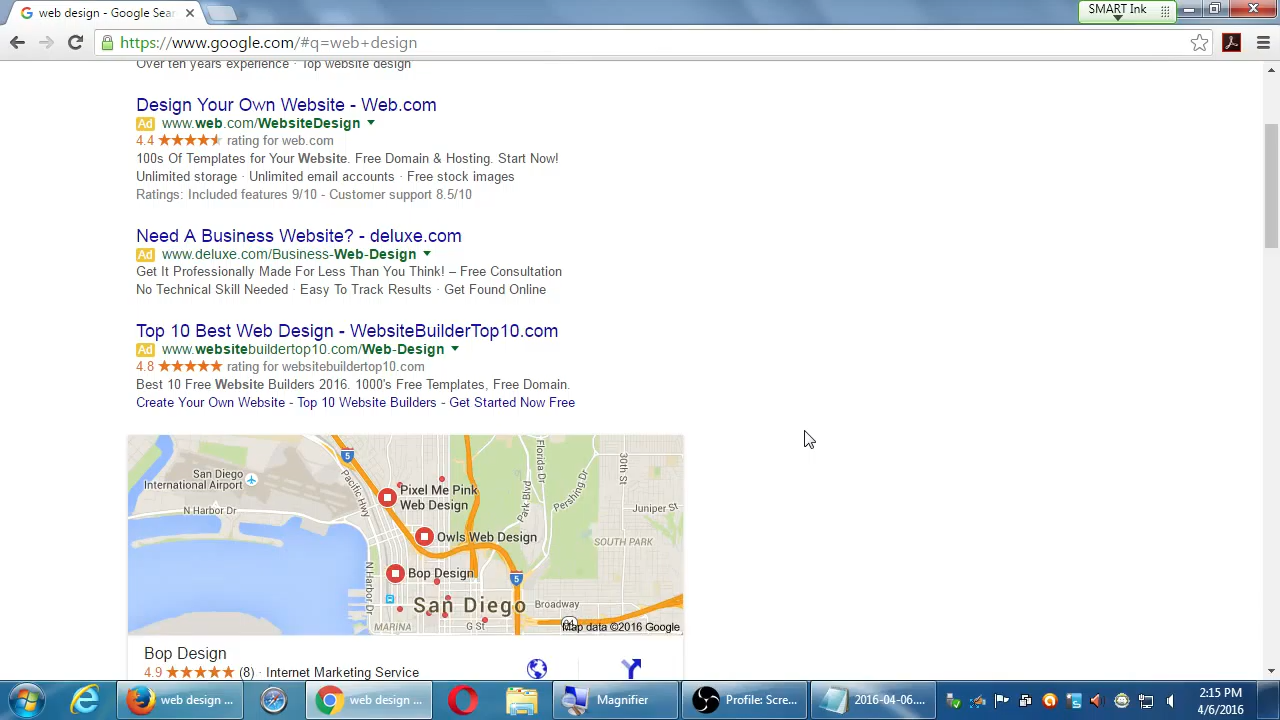 web design - Google Sear
SMART Ink
https://www.google.com/#q=web+design
Over ten years experience · Top website design
Design Your Own Website - Web.com
Ad www.web.com/WebsiteDesign
4.4 ★★★★★ rating for web.com
100s Of Templates for Your Website. Free Domain & Hosting. Start Now!
Unlimited storage · Unlimited email accounts · Free stock images
Ratings: Included features 9/10 - Customer support 8.5/10
Need A Business Website? - deluxe.com
Ad www.deluxe.com/Business-Web-Design
Get It Professionally Made For Less Than You Think! – Free Consultation
No Technical Skill Needed · Easy To Track Results · Get Found Online
Top 10 Best Web Design - WebsiteBuilderTop10.com
Ad www.websitebuildertop10.com/Web-Design
4.8 ★★★★★ rating for websitebuildertop10.com
Best 10 Free Website Builders 2016. 1000's Free Templates, Free Domain.
Create Your Own Website - Top 10 Website Builders - Get Started Now Free
San Diego
International Airport
N Harbor Dr
5
Pacific Hwy
Pixel Me Pink
Web Design
Owls Web Design
Bop Design
Florida Dr
Park Blvd
Pershing Dr
30th St
Juniper St
SOUTH PARK
5
N Harbor Dr
San Diego
Broadway
MARINA
G St
Map data ©2016 Google
Bop Design
4.9 ★★★★★ (8) · Internet Marketing Service
web design ...
web design ...
Magnifier
Profile: Scre...
2016-04-06....
2:15 PM
4/6/2016